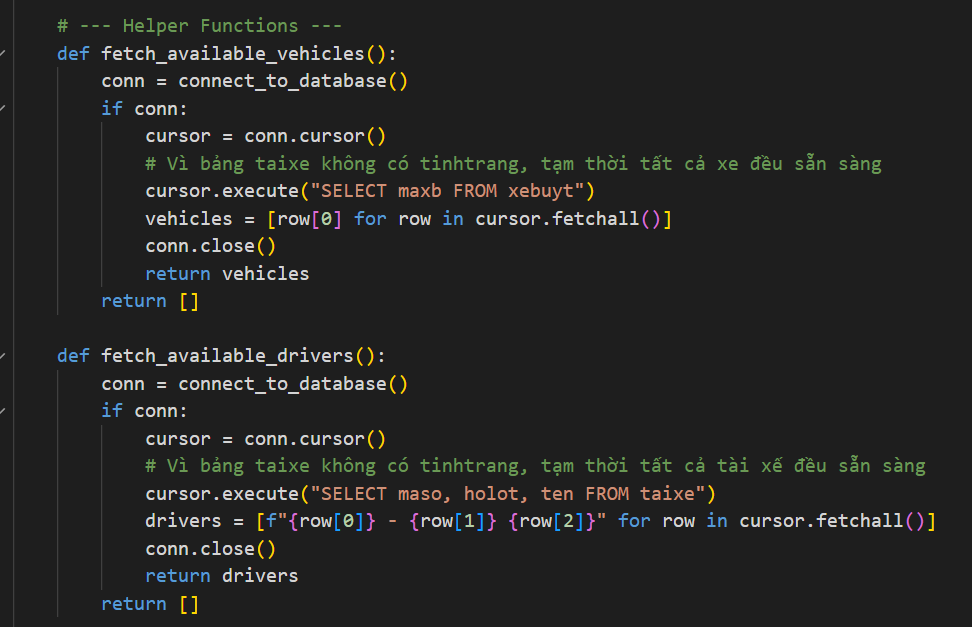 # --- Helper Functions ---
def fetch_available_vehicles():
    conn = connect_to_database()
    if conn:
        cursor = conn.cursor()
        # Vì bảng taixe không có tinhtrang, tạm thời tất cả xe đều sẵn sàng
        cursor.execute("SELECT maxb FROM xebuyt")
        vehicles = [row[0] for row in cursor.fetchall()]
        conn.close()
        return vehicles
    return []
def fetch_available_drivers():
    conn = connect_to_database()
    if conn:
        cursor = conn.cursor()
        # Vì bảng taixe không có tinhtrang, tạm thời tất cả tài xế đều sẵn sàng
        cursor.execute("SELECT maso, holot, ten FROM taixe")
        drivers = [f"{row[0]} - {row[1]} {row[2]}" for row in cursor.fetchall()]
        conn.close()
        return drivers
    return []